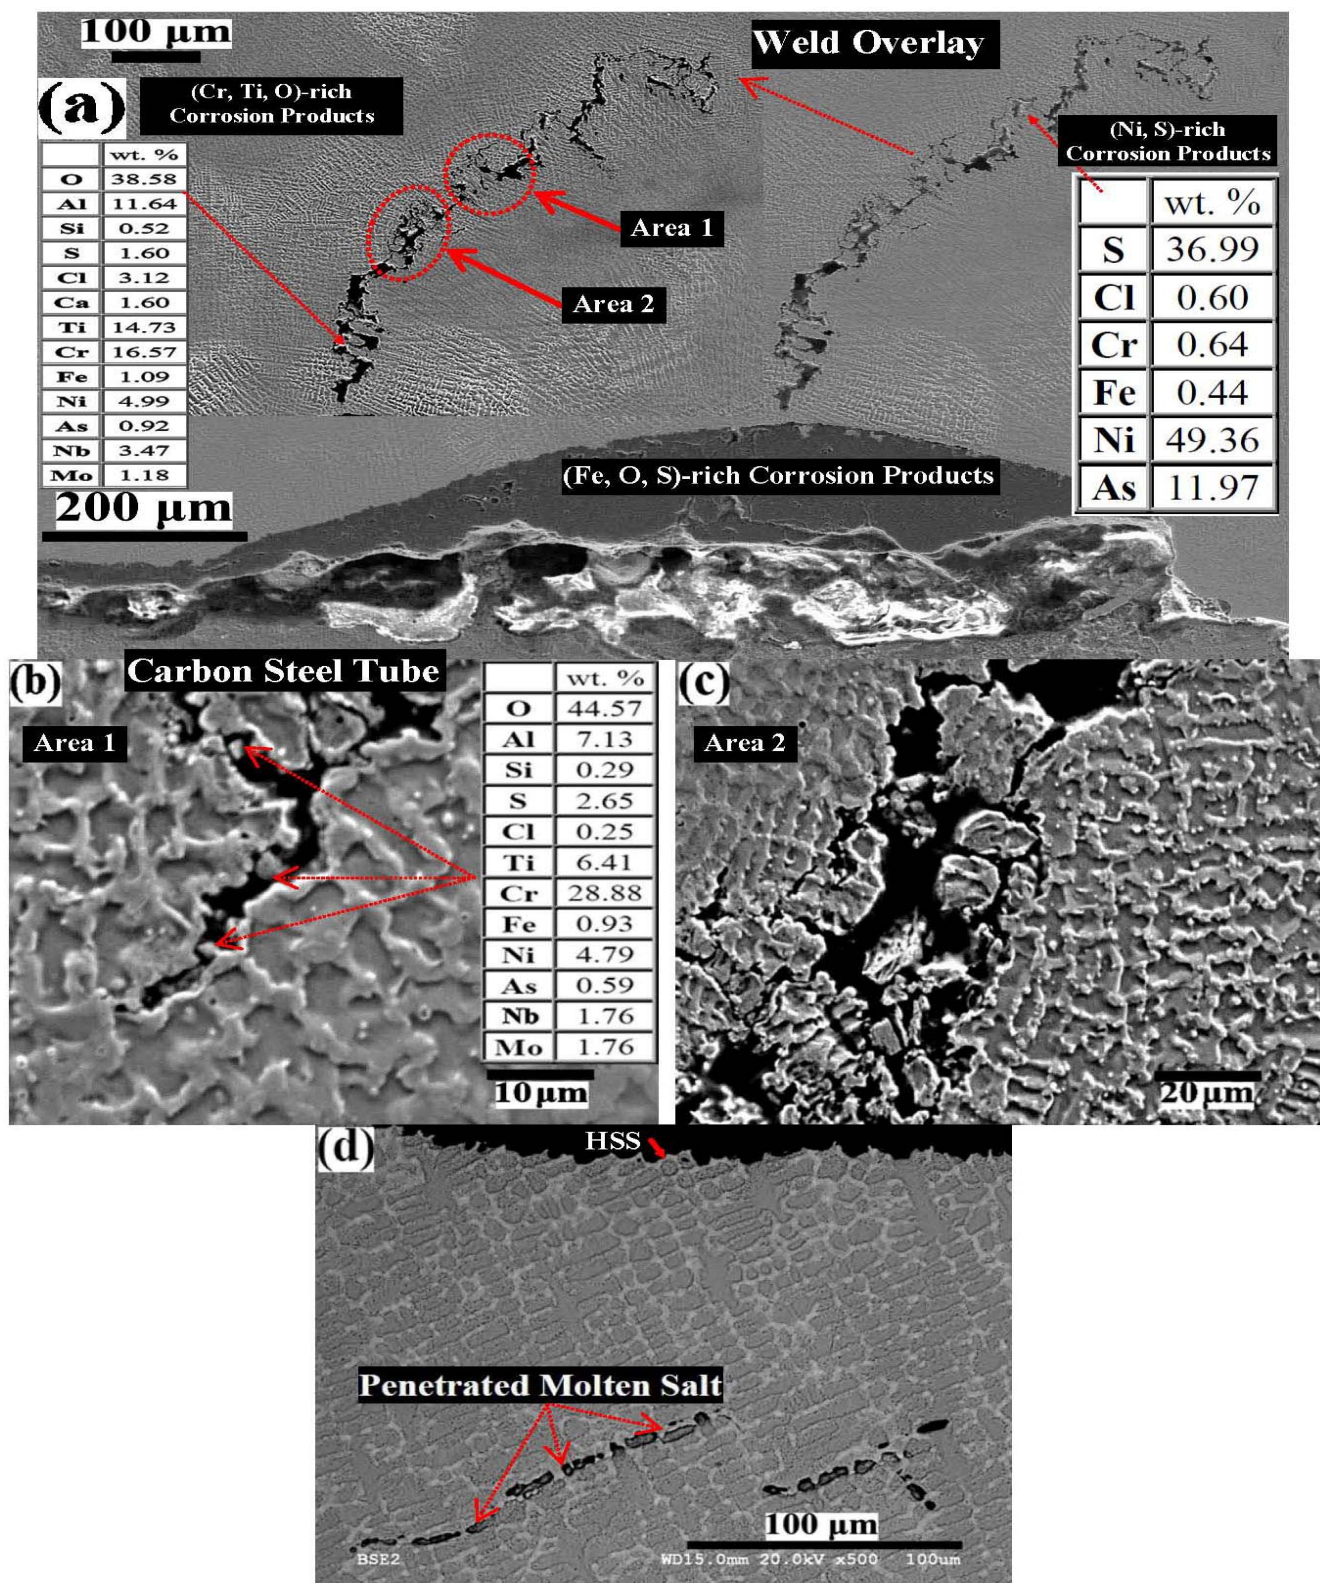 100 μm
Weld Overlay
(a)
(Cr, Ti, O)-rich
Corrosion Products
wt. %
O 38.58
Al 11.64
Si 0.52
S 1.60
Cl 3.12
Ca 1.60
Ti 14.73
Cr 16.57
Fe 1.09
Ni 4.99
As 0.92
Nb 3.47
Mo 1.18
Area 1
Area 2
(Ni, S)-rich
Corrosion Products
wt. %
S 36.99
Cl 0.60
Cr 0.64
Fe 0.44
Ni 49.36
As 11.97
(Fe, O, S)-rich Corrosion Products
200 μm
Carbon Steel Tube
(b)
Area 1
wt. %
O 44.57
Al 7.13
Si 0.29
S 2.65
Cl 0.25
Ti 6.41
Cr 28.88
Fe 0.93
Ni 4.79
As 0.59
Nb 1.76
Mo 1.76
10 μm
(c)
Area 2
20 μm
(d)
HSS
Penetrated Molten Salt
100 μm
BSE2 WD15.0mm 20.0kV x500 100um